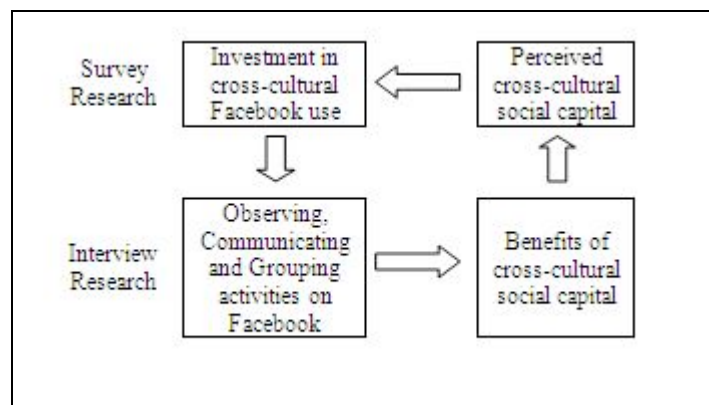 Survey
Research
Investment in
cross-cultural
Facebook use
Perceived
cross-cultural
social capital
Interview
Research
Observing,
Communicating
and Grouping
activities on
Facebook
Benefits of
cross-cultural
social capital